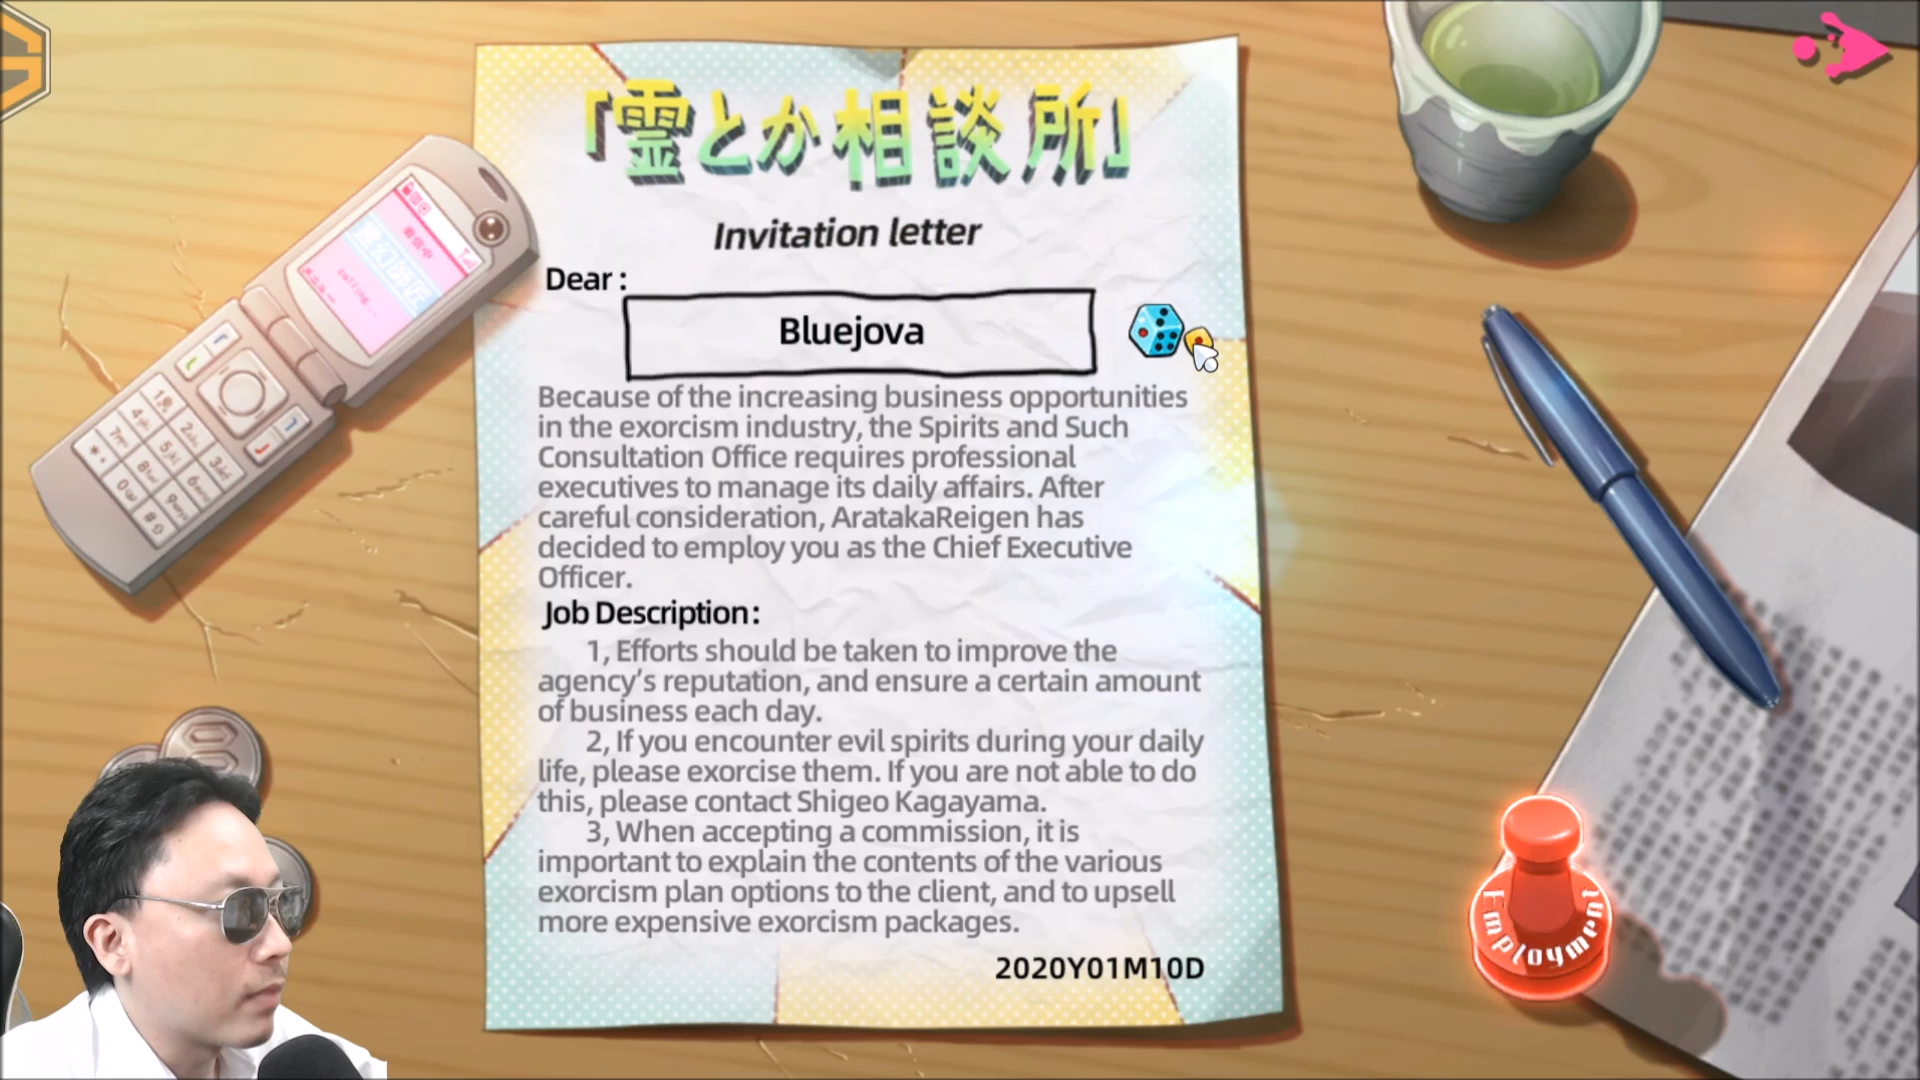 「霊とか相談所」
Invitation letter
Dear :
Bluejova
Because of the increasing business opportunities
in the exorcism industry, the Spirits and Such
Consultation Office requires professional
executives to manage its daily affairs. After
careful consideration, AratakaReigen has
decided to employ you as the Chief Executive
Officer.
Job Description:
1, Efforts should be taken to improve the
agency's reputation, and ensure a certain amount
of business each day.
2, If you encounter evil spirits during your daily
life, please exorcise them. If you are not able to do
this, please contact Shigeo Kagayama.
3, When accepting a commission, it is
important to explain the contents of the various
exorcism plan options to the client, and to upsell
more expensive exorcism packages.
2020Y01M10D
Employment